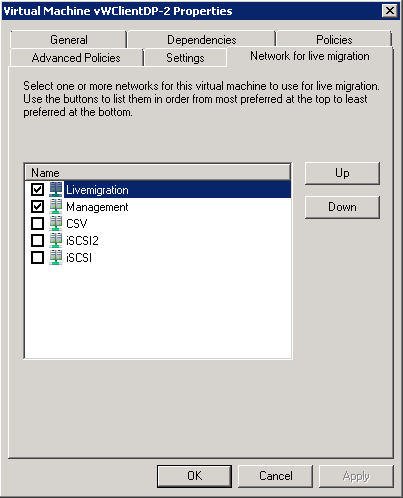 Virtual Machine vWClientDP-2 Properties
General Dependencies Policies
Advanced Policies Settings Network for live migration
Select one or more networks for this virtual machine to use for live migration.
Use the buttons to list them in order from most preferred at the top to least
preferred at the bottom.
Name
Up
Livemigration
Management
Down
CSV
iSCSI2
iSCSI
OK Cancel Apply